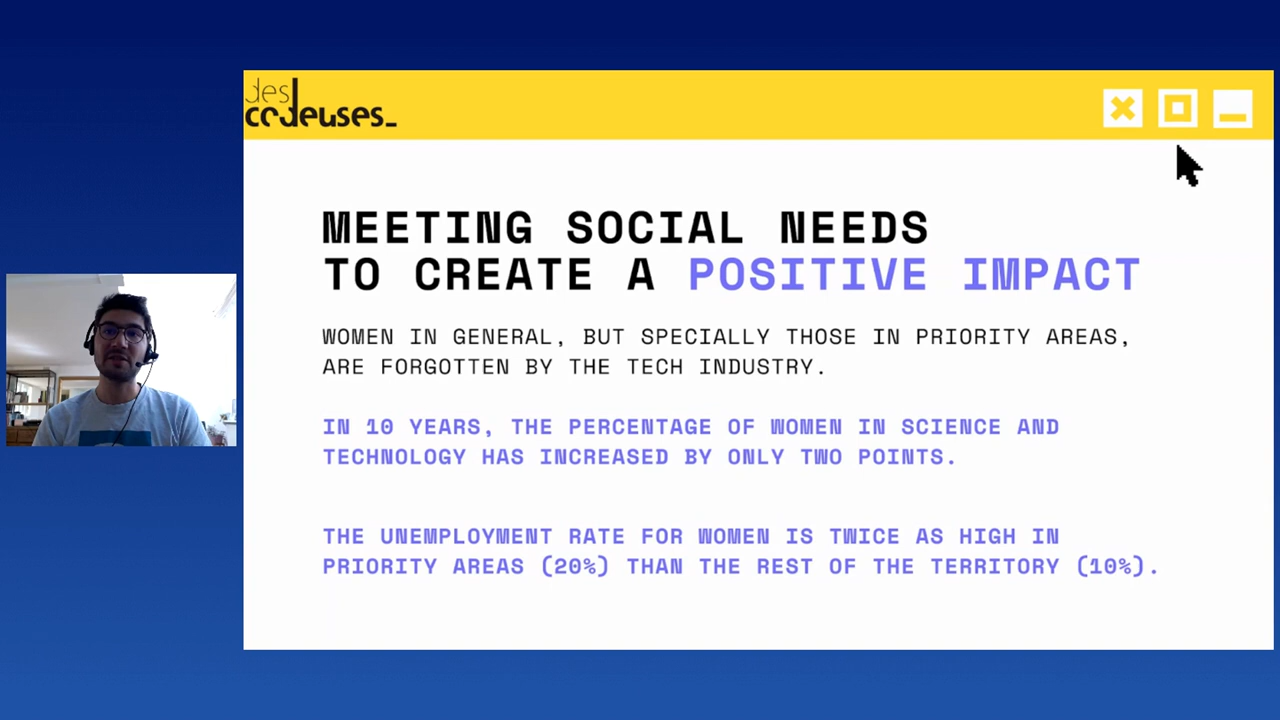 des
codeuses_
MEETING SOCIAL NEEDS
TO CREATE A POSITIVE IMPACT
WOMEN IN GENERAL, BUT SPECIALLY THOSE IN PRIORITY AREAS,
ARE FORGOTTEN BY THE TECH INDUSTRY.
IN 10 YEARS, THE PERCENTAGE OF WOMEN IN SCIENCE AND
TECHNOLOGY HAS INCREASED BY ONLY TWO POINTS.
THE UNEMPLOYMENT RATE FOR WOMEN IS TWICE AS HIGH IN
PRIORITY AREAS (20%) THAN THE REST OF THE TERRITORY (10%).